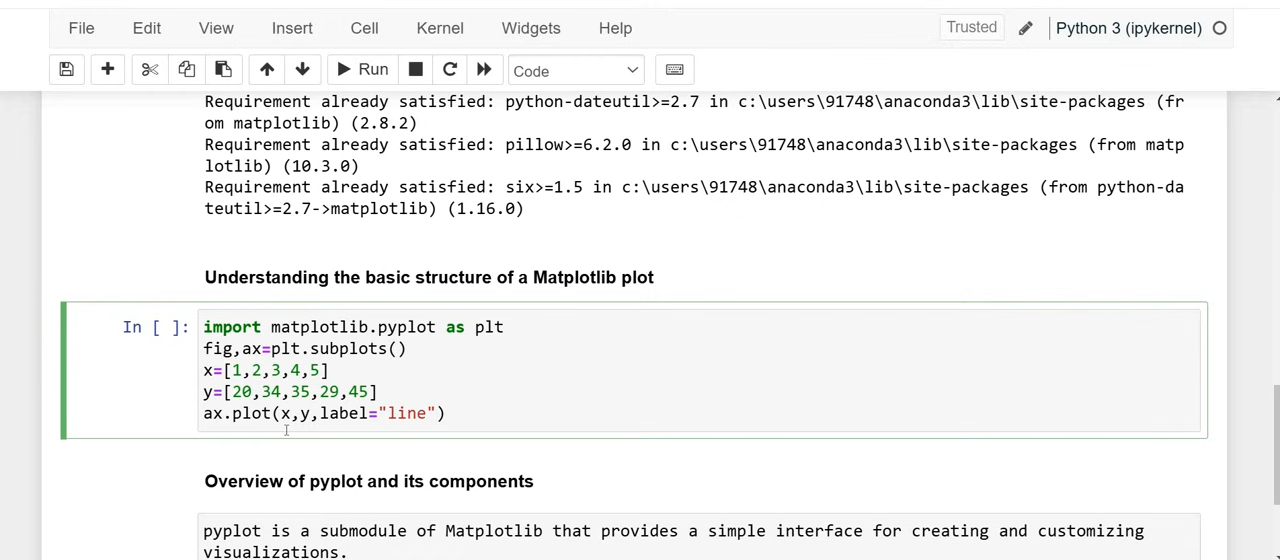 File Edit View Insert Cell Kernel Widgets Help Trusted Python 3 (ipykernel)
Run Code
Requirement already satisfied: python-dateutil>=2.7 in c:\users\91748\anaconda3\lib\site-packages (fr
om matplotlib) (2.8.2)
Requirement already satisfied: pillow>=6.2.0 in c:\users\91748\anaconda3\lib\site-packages (from matp
lotlib) (10.3.0)
Requirement already satisfied: six>=1.5 in c:\users\91748\anaconda3\lib\site-packages (from python-da
teutil>=2.7->matplotlib) (1.16.0)
Understanding the basic structure of a Matplotlib plot
In [ ]: import matplotlib.pyplot as plt
fig,ax=plt.subplots()
x=[1,2,3,4,5]
y=[20,34,35,29,45]
ax.plot(x,y,label="line")
Overview of pyplot and its components
pyplot is a submodule of Matplotlib that provides a simple interface for creating and customizing
visualizations.